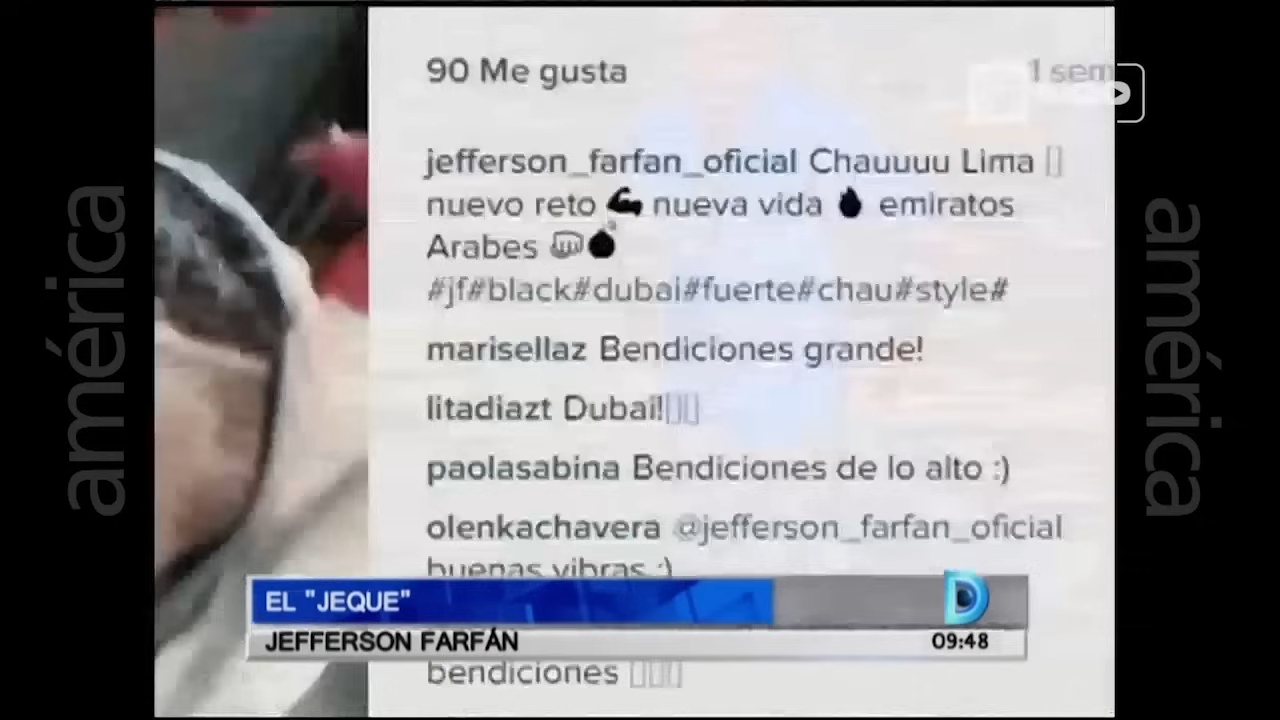 90 Me gusta
1 sem
jefferson_farfan_oficial Chauuuu Lima
nuevo reto 💪 nueva vida 💣 emiratos
Arabes 👊💣
#jf#black#dubai#fuerte#chau#style#
marisellaz Bendiciones grande!
litadiazt Dubai!
paolasabina Bendiciones de lo alto :)
olenkachavera @jefferson_farfan_oficial
buenas vibras :)
EL "JEQUE"
D
JEFFERSON FARFÁN
09:48
bendiciones
américa
américa